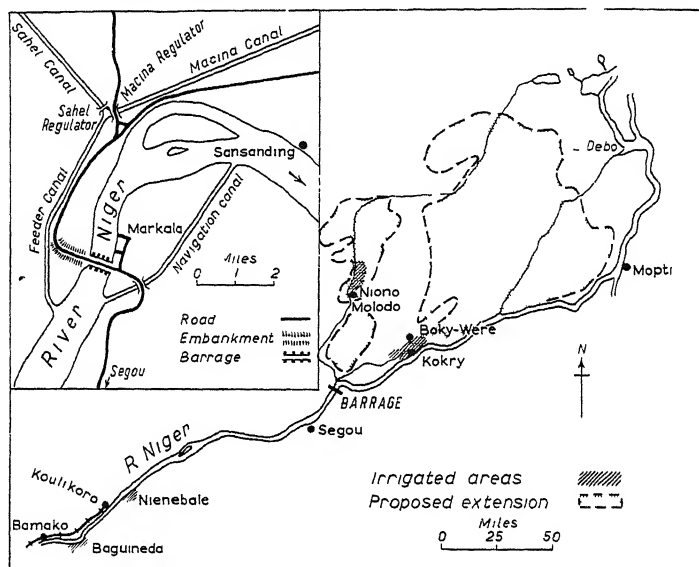 Sahel Canal
Macina Regulator
Macina Canal
Sahel
Regulator
Feeder Canal
Sansanding
Niger
Markala
Navigation canal
Miles
0 1 2
River
Road
Embankment
Barrage
Segou
Debo
Mopti
Niono
Molodo
Boky-Were
Kokry
N
BARRAGE
Segou
R Niger
Koulikora
Nienebale
Bamako
Baguineda
Irrigated areas
Proposed extension
Miles
0 25 50